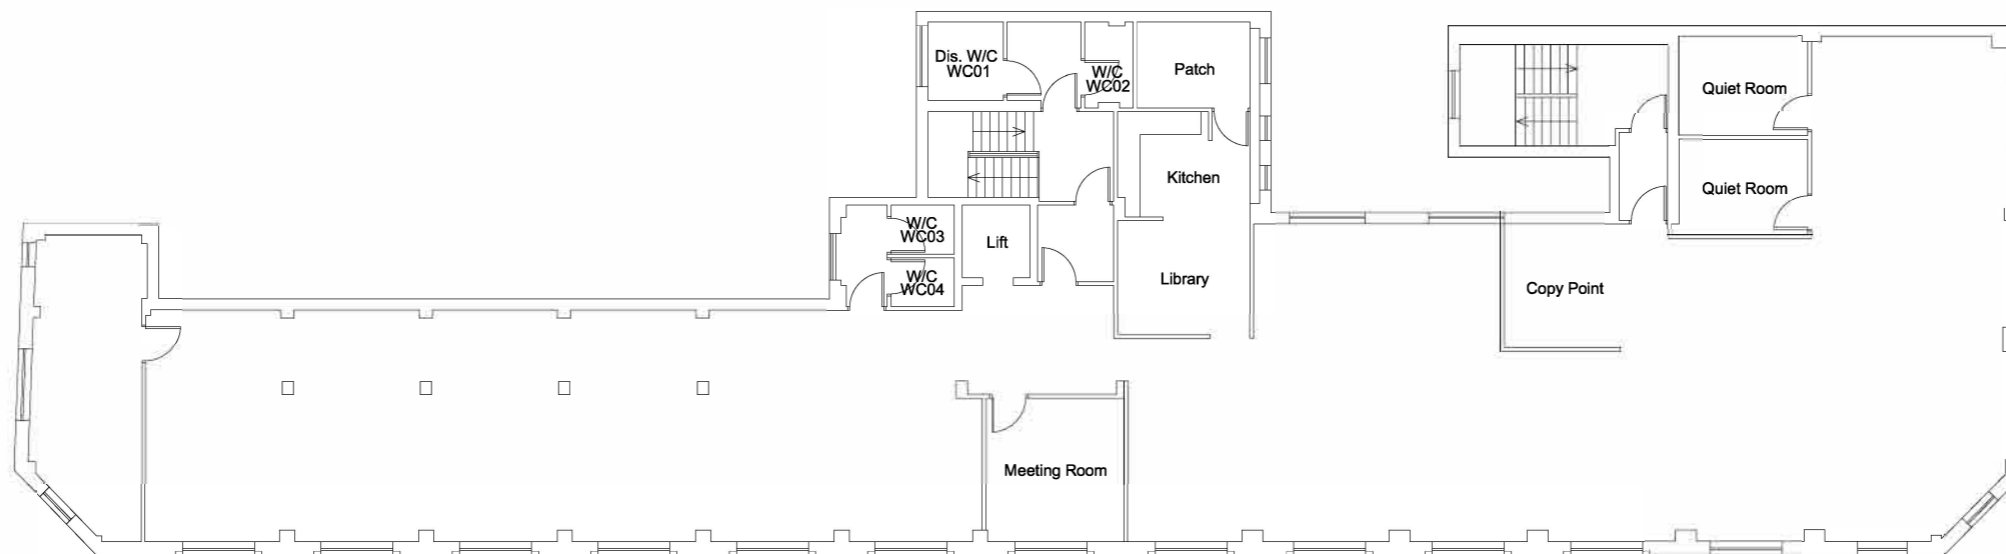 Dis. W/C
WC01
W/C
WC02
Patch
Quiet Room
Kitchen
Quiet Room
W/C
WC03
Lift
W/C
WC04
Library
Copy Point
Meeting Room